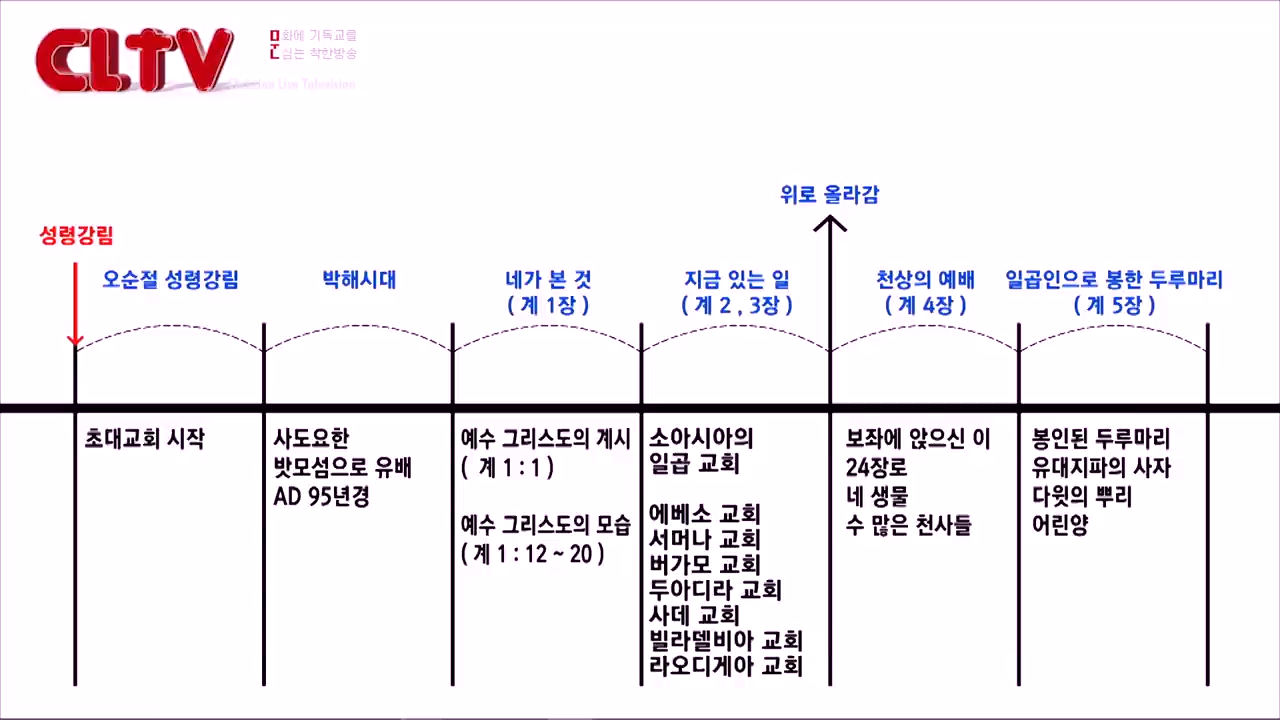 CLTV
문화에 기독교를
심는 착한방송
Christian Live Television
위로 올라감
성령강림
오순절 성령강림
박해시대
네가 본 것
( 계 1장 )
지금 있는 일
( 계 2 , 3장 )
천상의 예배
( 계 4장 )
일곱인으로 봉한 두루마리
( 계 5장 )
초대교회 시작
사도요한
밧모섬으로 유배
AD 95년경
예수 그리스도의 계시
( 계 1 : 1 )
예수 그리스도의 모습
( 계 1 : 12 ~ 20 )
소아시아의
일곱 교회
에베소 교회
서머나 교회
버가모 교회
두아디라 교회
사데 교회
빌라델비아 교회
라오디게아 교회
보좌에 앉으신 이
24장로
네 생물
수 많은 천사들
봉인된 두루마리
유대지파의 사자
다윗의 뿌리
어린양